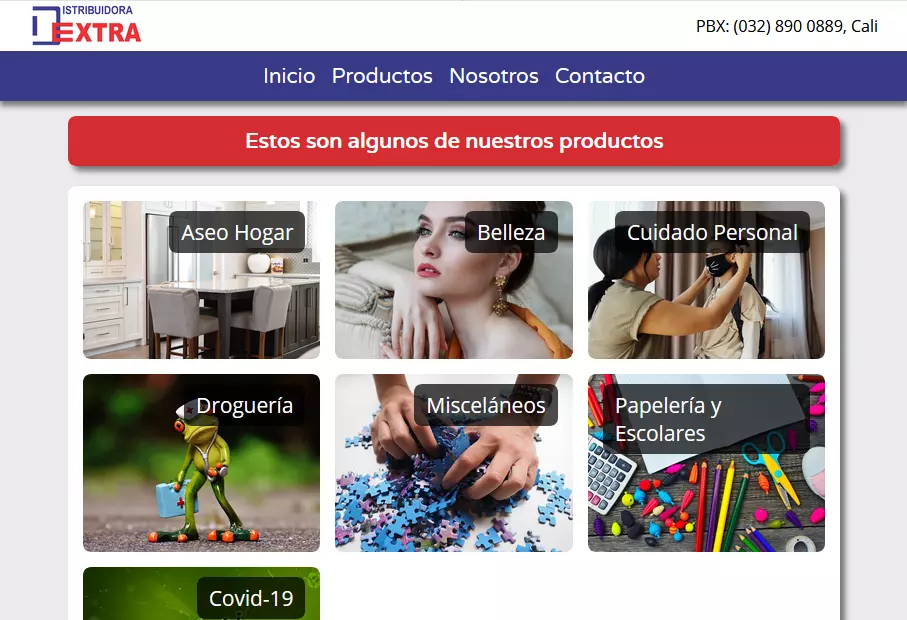 DISTRIBUIDORA
EXTRA
PBX: (032) 890 0889, Cali
Inicio Productos Nosotros Contacto
Estos son algunos de nuestros productos
Aseo Hogar
Belleza
Cuidado Personal
Droguería
Misceláneos
Papelería y
Escolares
Covid-19